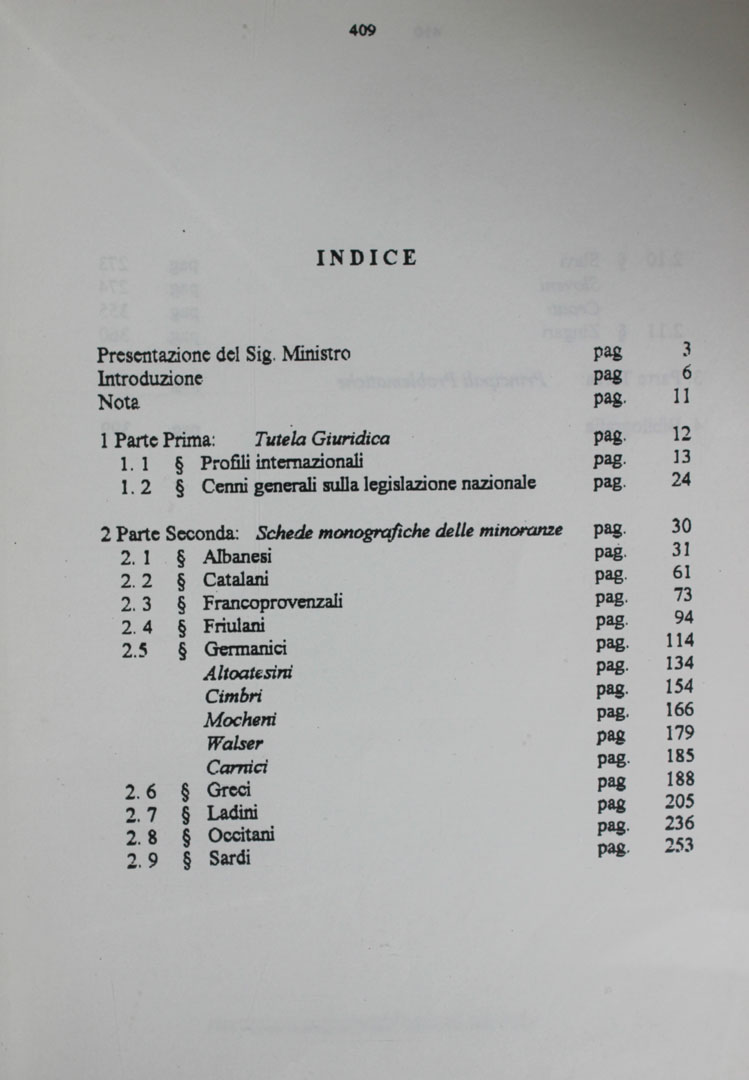 409
INDICE
Presentazione del Sig. Ministro pag 3
Introduzione pag 6
Nota pag. 11
1 Parte Prima: Tutela Giuridica pag. 12
1. 1 § Profili internazionali pag. 13
1. 2 § Cenni generali sulla legislazione nazionale pag. 24
2 Parte Seconda: Schede monografiche delle minoranze pag. 30
2. 1 § Albanesi pag. 31
2. 2 § Catalani pag. 61
2. 3 § Francoprovenzali pag. 73
2. 4 § Friulani pag. 94
2.5 § Germanici pag. 114
Altoatesini pag. 134
Cimbri pag. 154
Mocheni pag. 166
Walser pag 179
Carnici pag. 185
2. 6 § Greci pag 188
2. 7 § Ladini pag 205
2. 8 § Occitani pag. 236
2. 9 § Sardi pag. 253